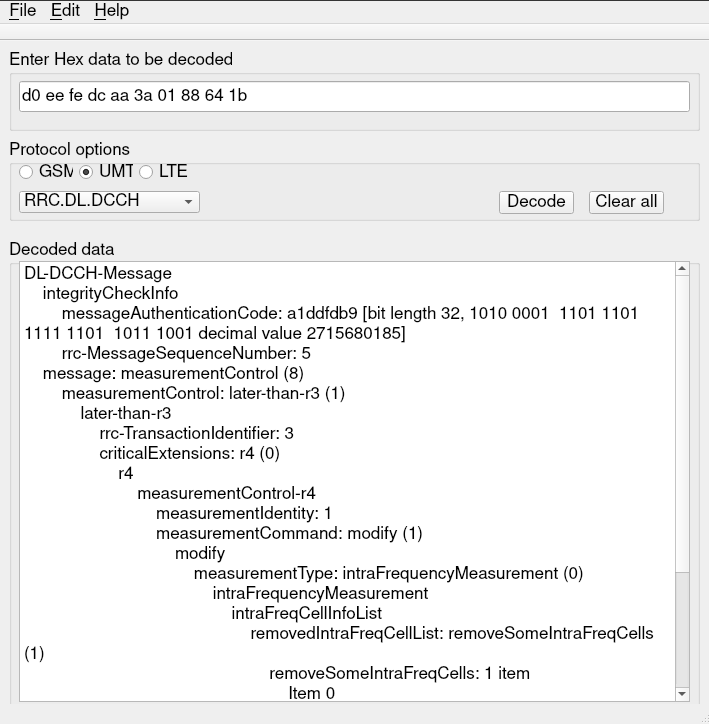 File Edit Help
Enter Hex data to be decoded
d0 ee fe dc aa 3a 01 88 64 1b
Protocol options
GSM UMT LTE
RRC.DL.DCCH Decode Clear all
Decoded data
DL-DCCH-Message
integrityCheckInfo
messageAuthenticationCode: a1ddfdb9 [bit length 32, 1010 0001  1101 1101
1111 1101  1011 1001 decimal value 2715680185]
rrc-MessageSequenceNumber: 5
message: measurementControl (8)
measurementControl: later-than-r3 (1)
later-than-r3
rrc-TransactionIdentifier: 3
criticalExtensions: r4 (0)
r4
measurementControl-r4
measurementIdentity: 1
measurementCommand: modify (1)
modify
measurementType: intraFrequencyMeasurement (0)
intraFrequencyMeasurement
intraFreqCellInfoList
removedIntraFreqCellList: removeSomeIntraFreqCells
(1)
removeSomeIntraFreqCells: 1 item
Item 0